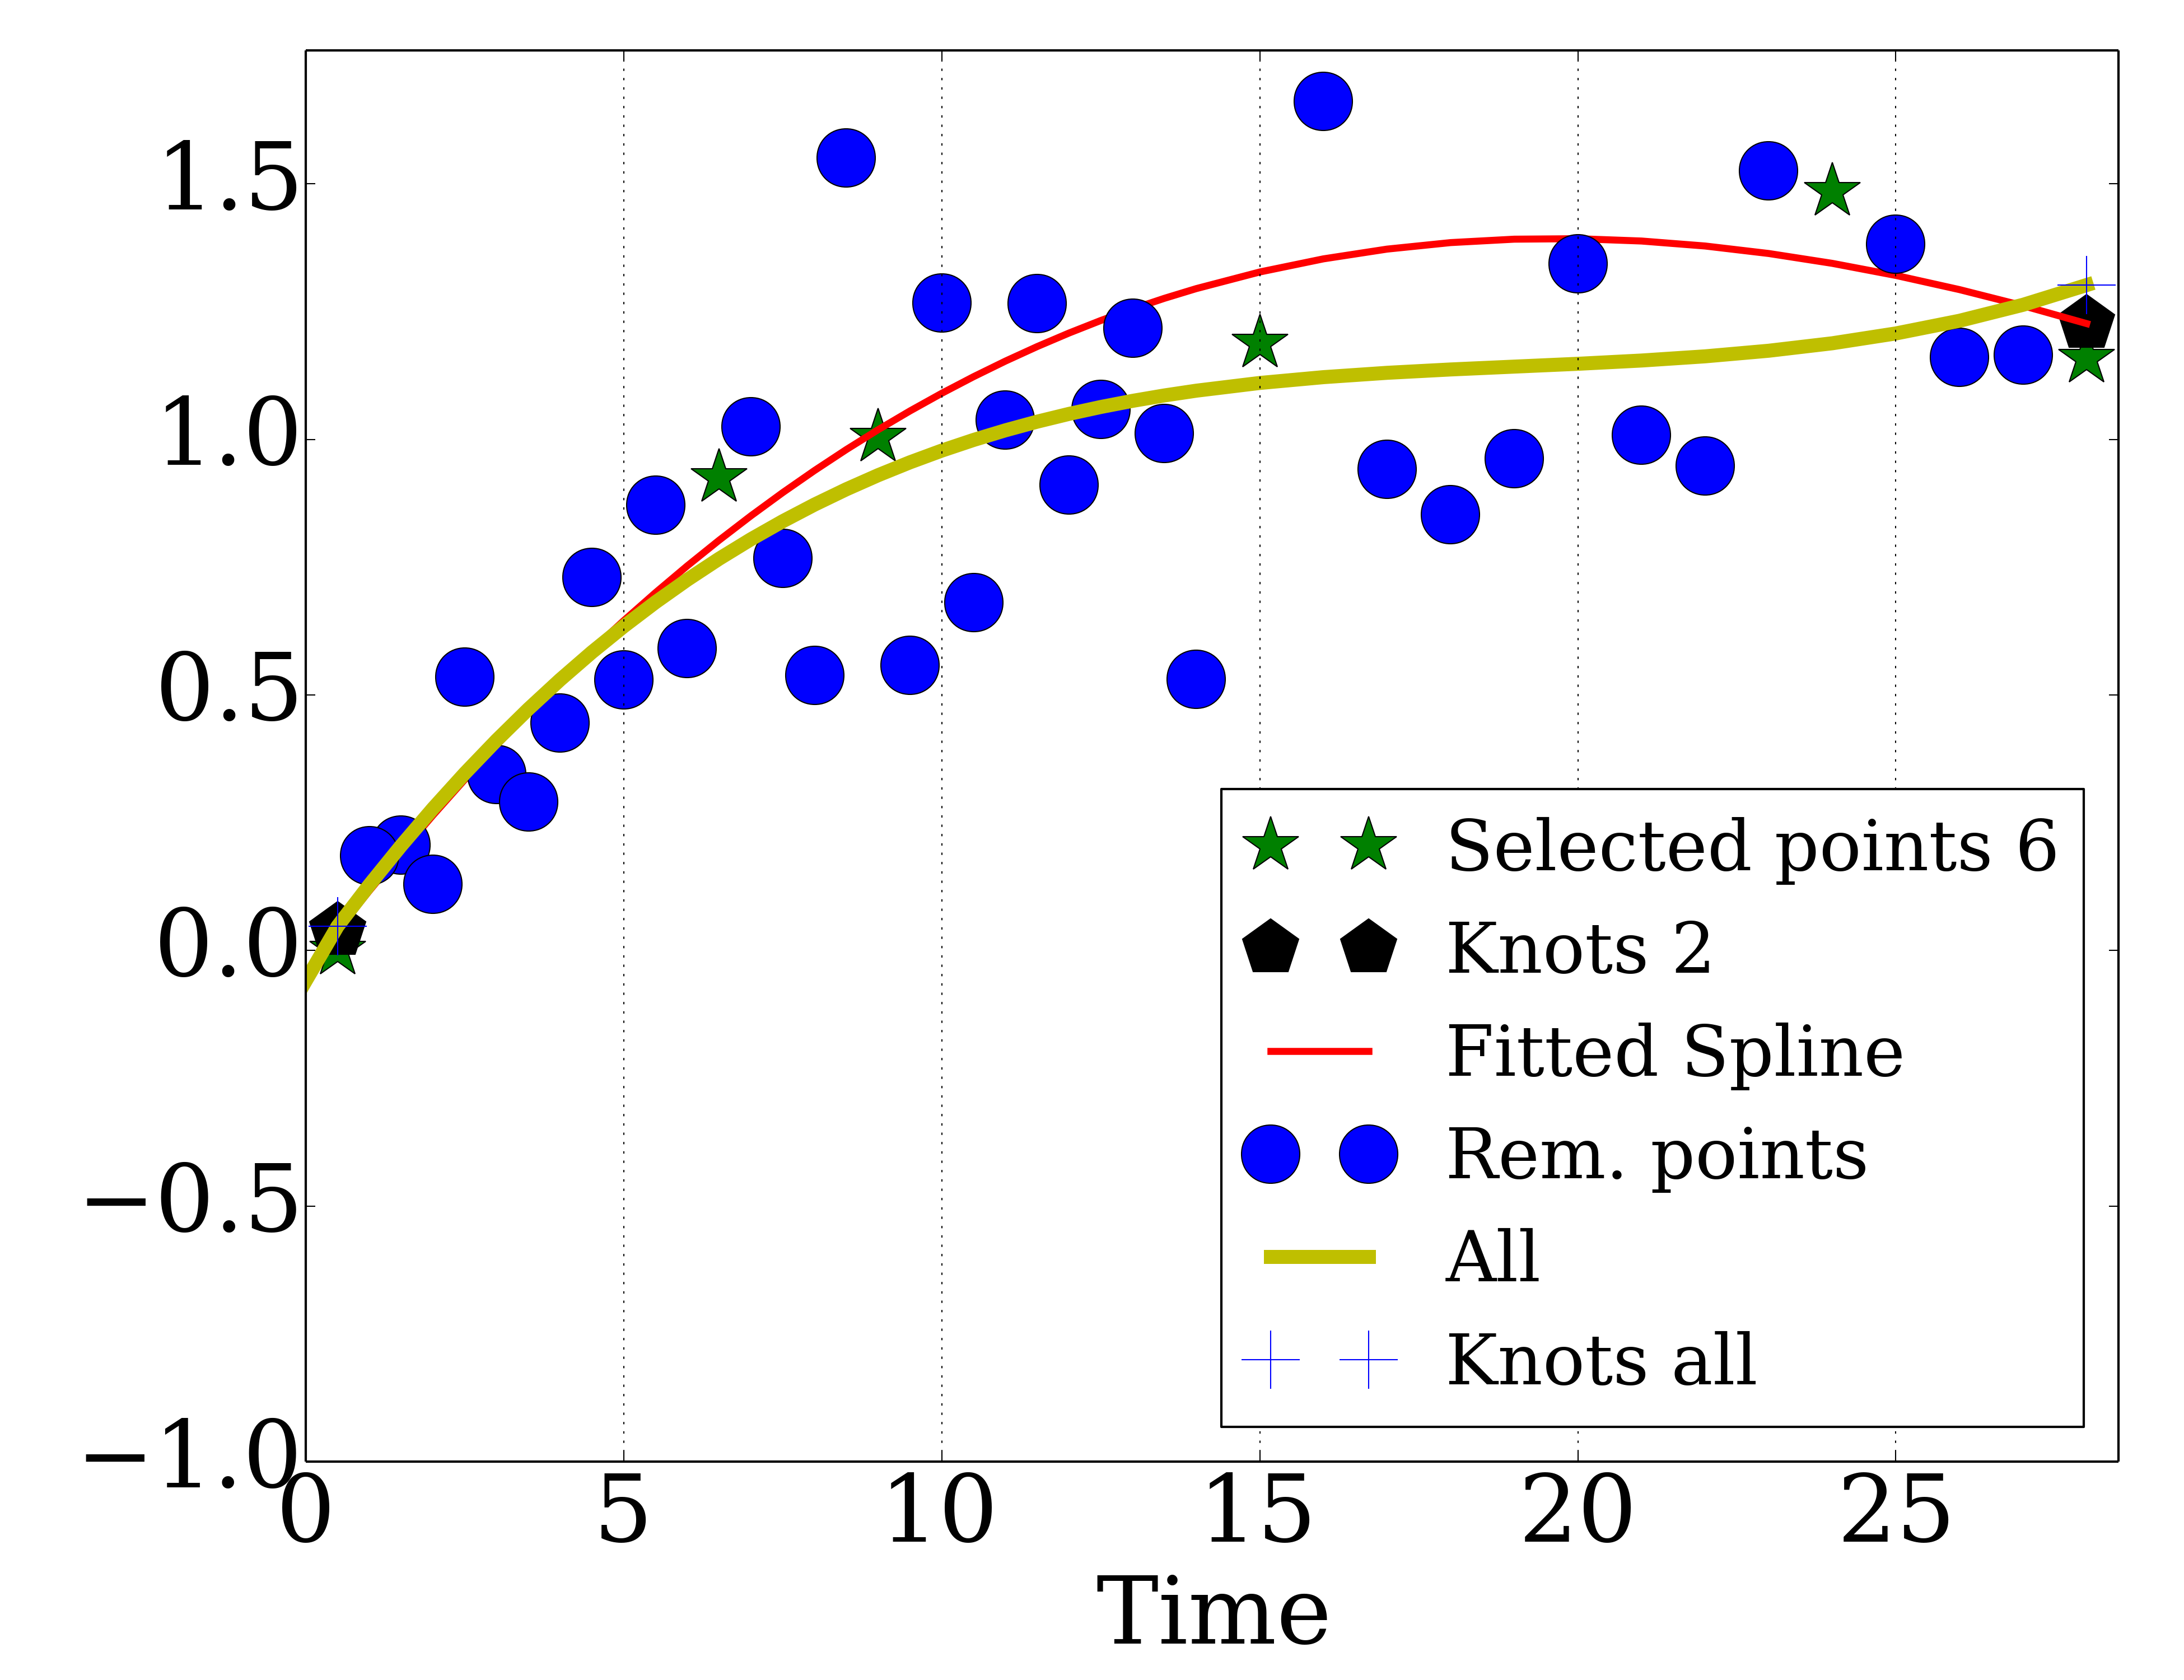 1.5
1.0
0.5
0.0
−0.5
−1.0
0 5 10 15 20 25
Time
Selected points 6
Knots 2
Fitted Spline
Rem. points
All
Knots all